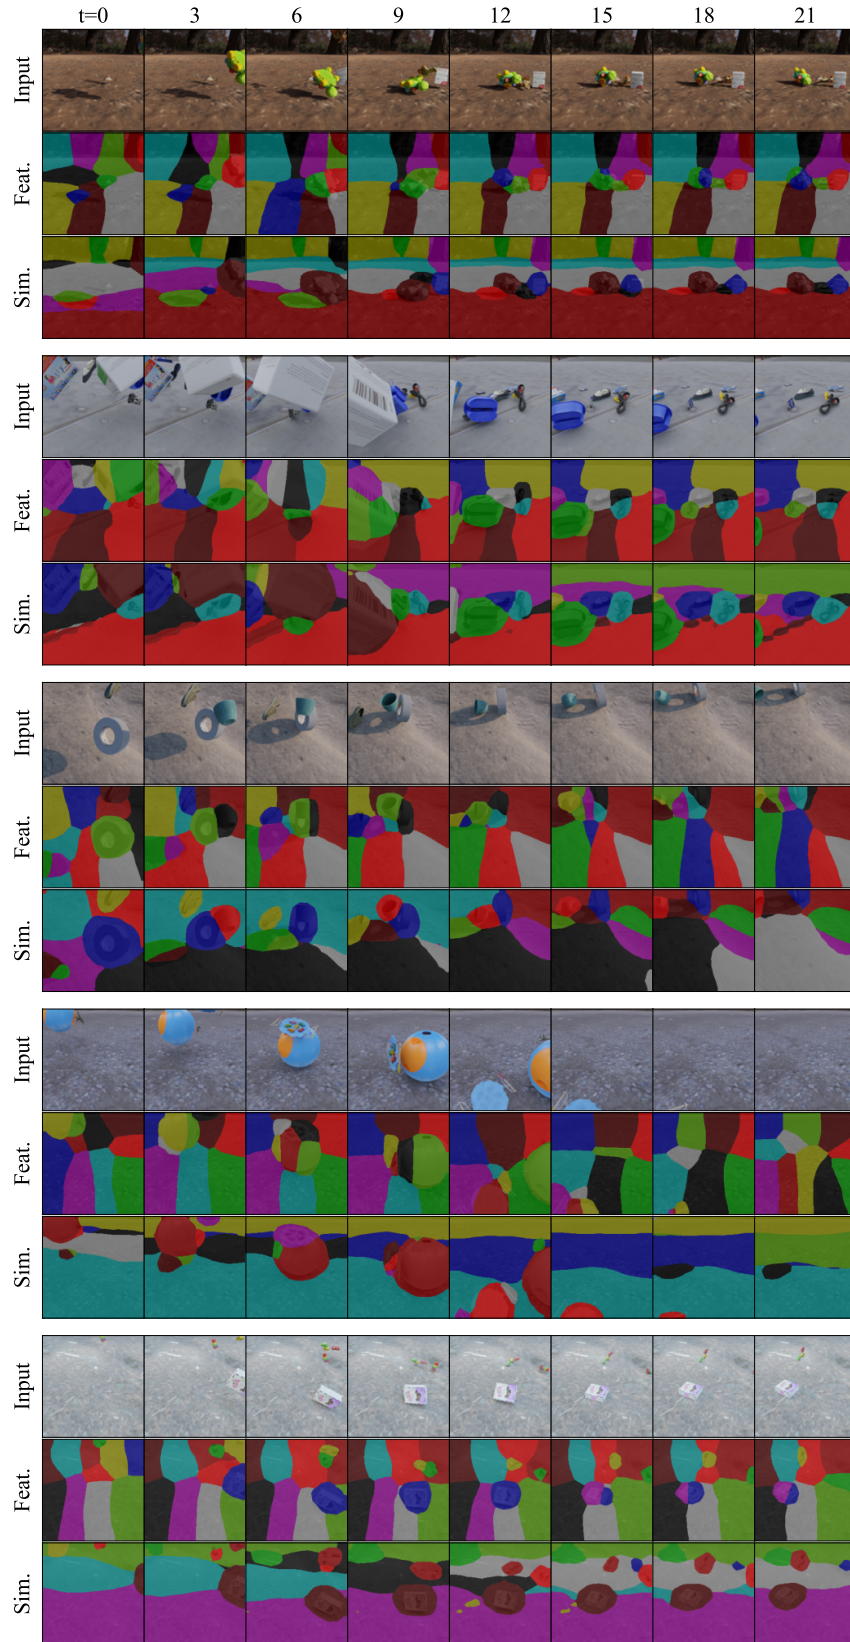 t=0 3 6 9 12 15 18 21
Input
Feat.
Sim.
Input
Feat.
Sim.
Input
Feat.
Sim.
Input
Feat.
Sim.
Input
Feat.
Sim.